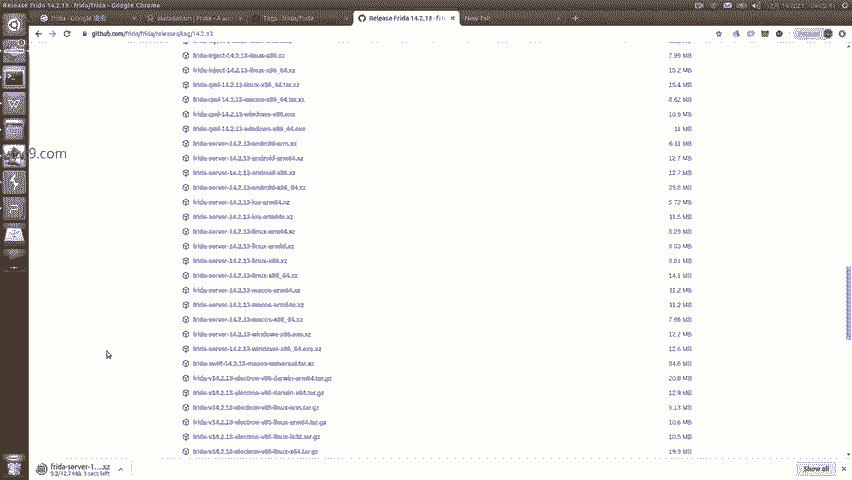 Release Frida 14.2.13 · frida/frida - Google Chrome
frida - Google 搜索
Installation | Frida • A wor
Tags · frida/frida
Release Frida 14.2.13 · frid
New Tab
github.com/frida/frida/releases/tag/14.2.13
frida-inject-14.2.13-linux-x86.xz 7.99 MB
frida-inject-14.2.13-linux-x86_64.xz 15.2 MB
frida-qml-14.2.13-linux-x86_64.tar.xz 15.4 MB
frida-qml-14.2.13-macos-x86_64.tar.xz 8.62 MB
frida-qml-14.2.13-windows-x86.exe 10.9 MB
frida-qml-14.2.13-windows-x86_64.exe 11 MB
frida-server-14.2.13-android-arm.xz 6.11 MB
frida-server-14.2.13-android-arm64.xz 12.7 MB
frida-server-14.2.13-android-x86.xz 12.7 MB
frida-server-14.2.13-android-x86_64.xz 25.8 MB
frida-server-14.2.13-ios-arm64.xz 5.72 MB
frida-server-14.2.13-ios-arm64e.xz 11.5 MB
frida-server-14.2.13-linux-arm64.xz
frida-server-14.2.13-linux-armhf.xz
frida-server-14.2.13-linux-x86.xz
frida-server-14.2.13-linux-x86_64.xz 14.1 MB
frida-server-14.2.13-macos-arm64.xz 11.2 MB
frida-server-14.2.13-macos-arm64e.xz 11.2 MB
frida-server-14.2.13-macos-x86_64.xz 7.66 MB
frida-server-14.2.13-windows-x86.exe.xz 12.2 MB
frida-server-14.2.13-windows-x86_64.exe.xz 12.6 MB
frida-swift-14.2.13-macos-universal.tar.xz 84.6 MB
frida-v14.2.13-electron-v85-darwin-arm64.tar.gz 20.8 MB
frida-v14.2.13-electron-v85-darwin-x64.tar.gz 12.9 MB
frida-v14.2.13-electron-v85-linux-arm.tar.gz 9.13 MB
frida-v14.2.13-electron-v85-linux-arm64.tar.gz 10.6 MB
frida-v14.2.13-electron-v85-linux-ia32.tar.gz 10.5 MB
frida-v14.2.13-electron-v85-linux-x64.tar.gz 19.9 MB
9.com
frida-server-1....xz
9.2/12.7 MB, 3 secs left
Show all